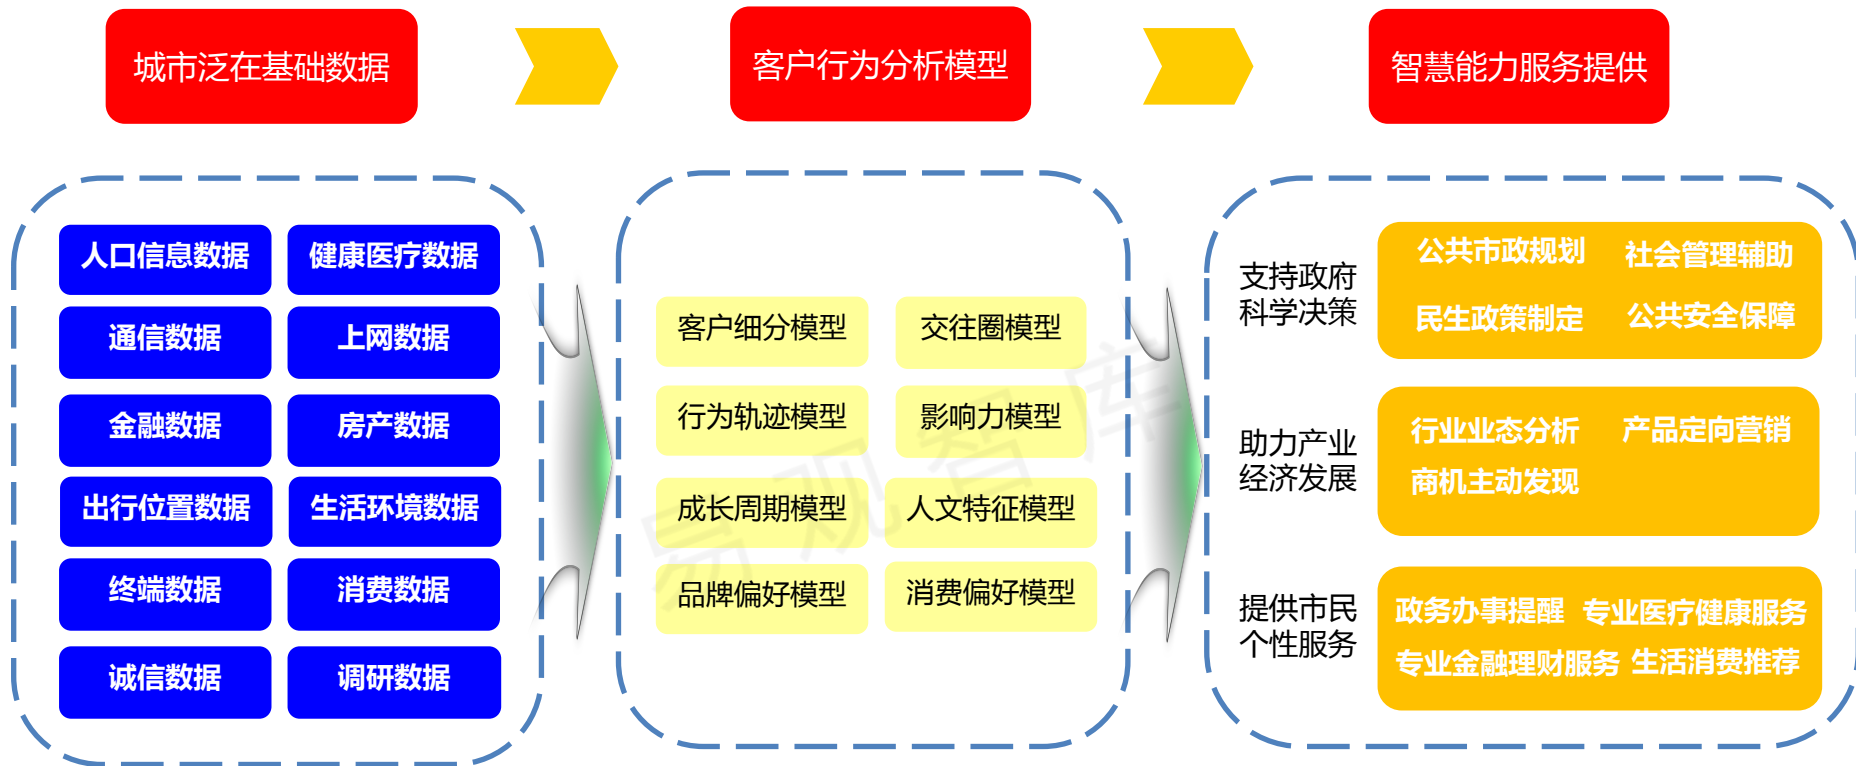 城市泛在基础数据
客户行为分析模型
智慧能力服务提供
人口信息数据
健康医疗数据
通信数据
上网数据
金融数据
房产数据
出行位置数据
生活环境数据
终端数据
消费数据
诚信数据
调研数据
客户细分模型
交往圈模型
行为轨迹模型
影响力模型
成长周期模型
人文特征模型
品牌偏好模型
消费偏好模型
支持政府
科学决策
公共市政规划
社会管理辅助
民生政策制定
公共安全保障
助力产业
经济发展
行业业态分析
产品定向营销
商机主动发现
提供市民
个性服务
政务办事提醒
专业医疗健康服务
专业金融理财服务
生活消费推荐
易观智库